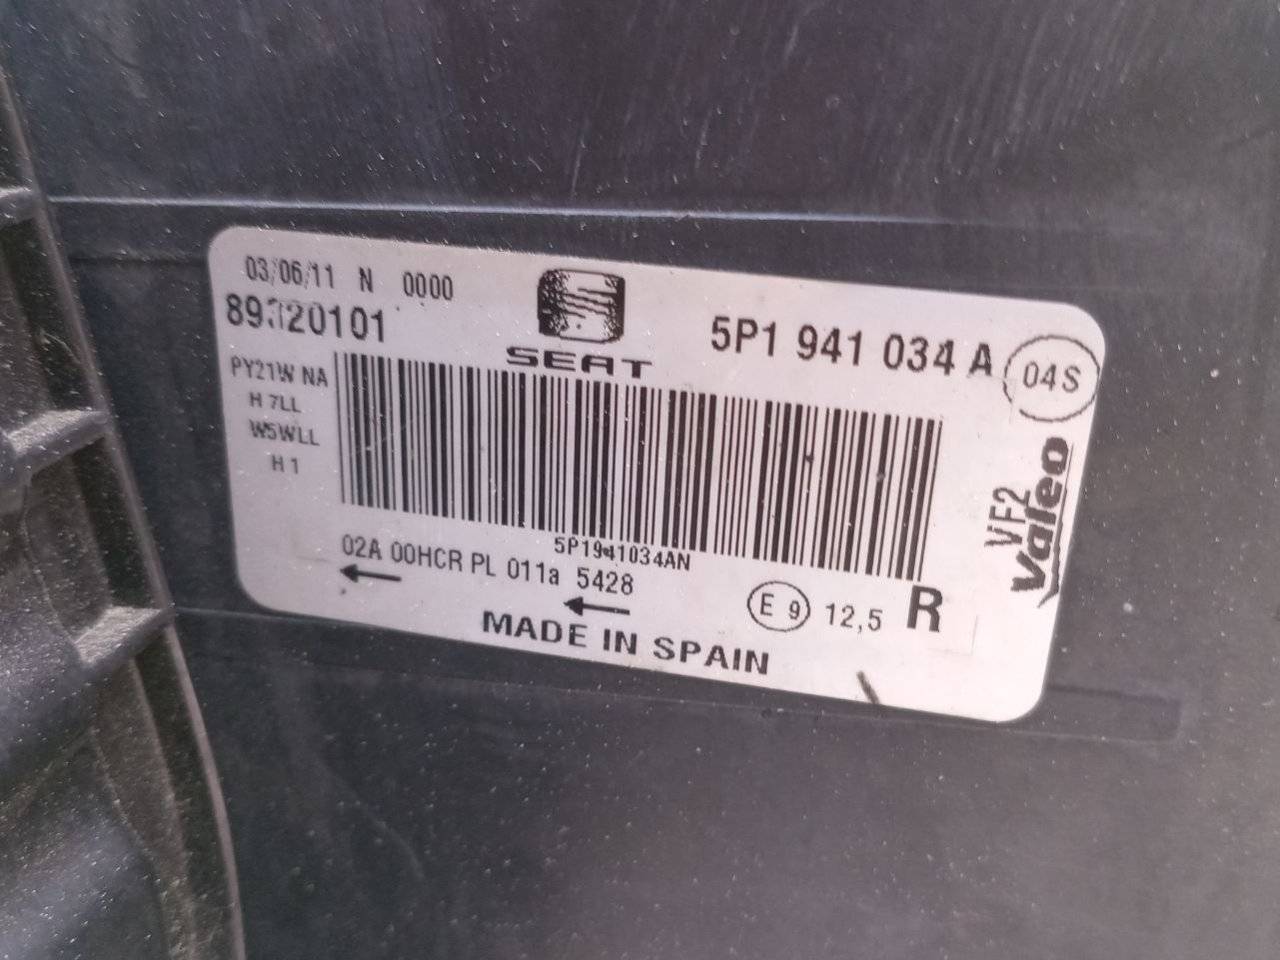 03/06/11 N 0000
89320101
SEAT
5P1 941 034 A
04S
PY21W NA
H 7LL
W5WLL
H 1
5P1941034AN
02A 00HCR PL 011a 5428
E 9 12,5 R
MADE IN SPAIN
VF2
Valeo